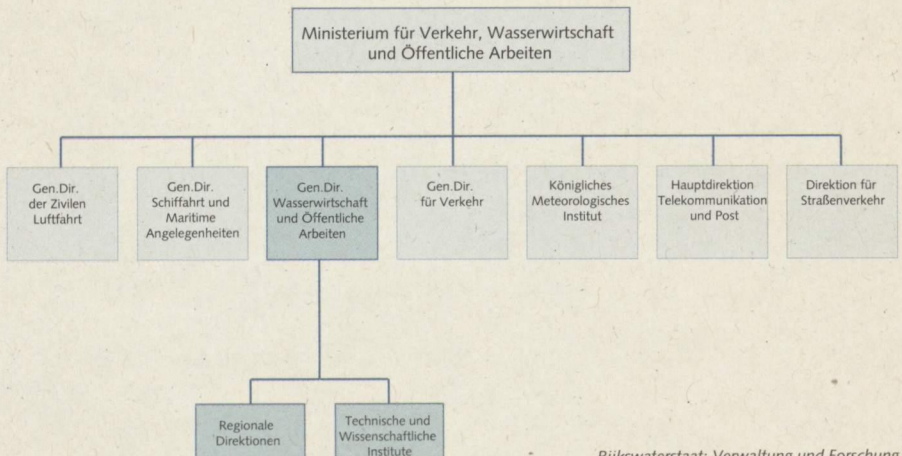 Ministerium für Verkehr, Wasserwirtschaft
und Öffentliche Arbeiten
Gen.Dir.
der Zivilen
Luftfahrt
Gen.Dir.
Schiffahrt und
Maritime
Angelegenheiten
Gen.Dir.
Wasserwirtschaft
und Öffentliche
Arbeiten
Gen.Dir.
für Verkehr
Königliches
Meteorologisches
Institut
Hauptdirektion
Telekommunikation
und Post
Direktion für
Straßenverkehr
Regionale
Direktionen
Technische und
Wissenschaftliche
Institute
Rijkswaterstaat: Verwaltung und Forschung